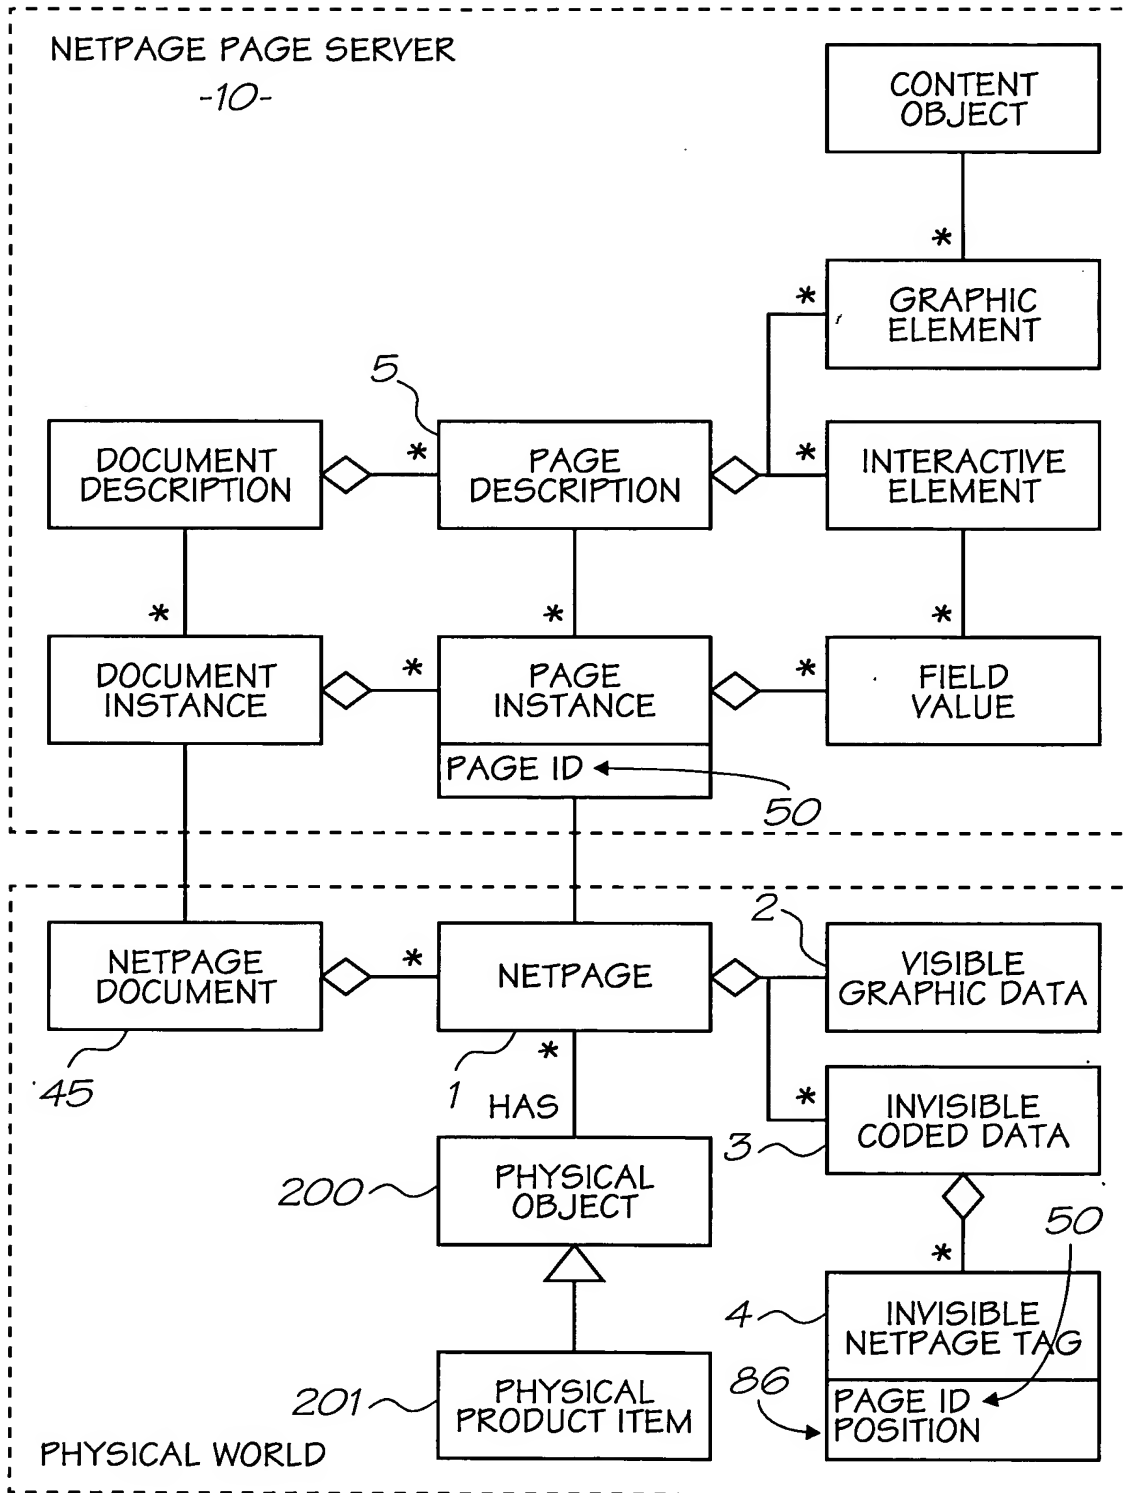 NETPAGE PAGE SERVER
-10-
CONTENT
OBJECT
*
*
GRAPHIC
ELEMENT
5
DOCUMENT
DESCRIPTION
*
PAGE
DESCRIPTION
*
INTERACTIVE
ELEMENT
*
*
*
DOCUMENT
INSTANCE
*
PAGE
INSTANCE
*
FIELD
VALUE
PAGE ID
50
2
NETPAGE
DOCUMENT
*
NETPAGE
VISIBLE
GRAPHIC DATA
45
1
*
HAS
*
INVISIBLE
CODED DATA
3
200
PHYSICAL
OBJECT
50
*
4
INVISIBLE
NETPAGE TAG
86
PAGE ID
POSITION
201
PHYSICAL
PRODUCT ITEM
PHYSICAL WORLD